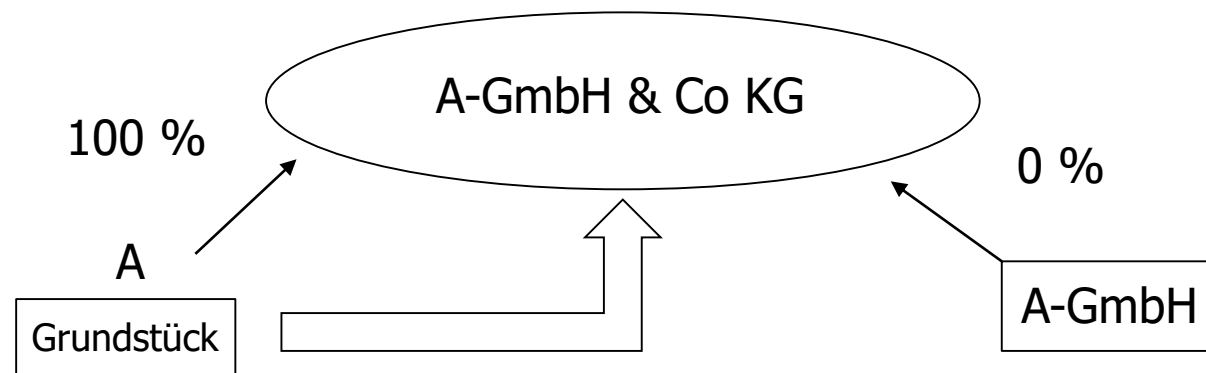 A-GmbH & Co KG
100 %
0 %
A
Grundstück
A-GmbH